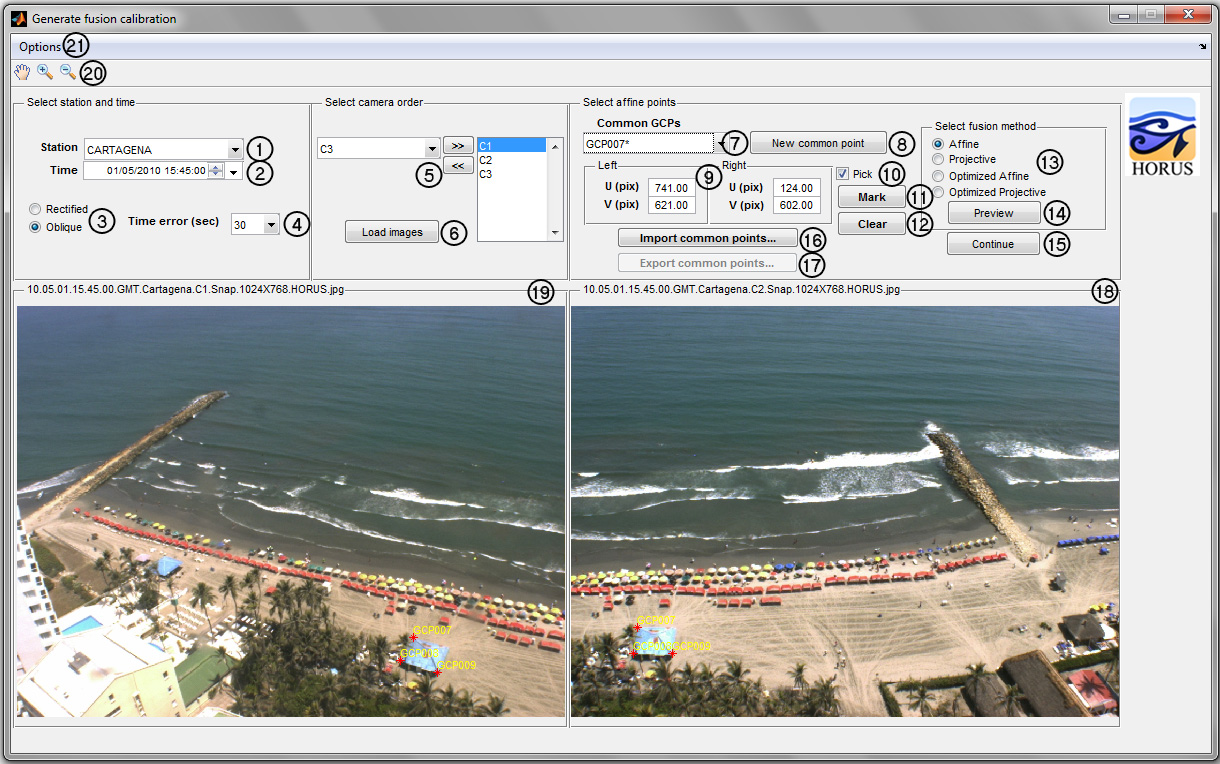 Generate fusion calibration
Options 21
20
Select station and time
Station CARTAGENA 1
Time 01/05/2010 15:45:00 2
Rectified
Oblique
3
Time error (sec) 30 4
Select camera order
C3 >>
<<
5
C1
C2
C3
Load images 6
Select affine points
Common GCPs
GCP007* 7
New common point 8
Left
U (pix) 741.00
V (pix) 621.00
9
Right
U (pix) 124.00
V (pix) 602.00
Pick 10
Mark 11
Clear 12
Import common points... 16
Export common points... 17
Select fusion method
Affine
Projective
Optimized Affine
Optimized Projective
13
Preview 14
Continue 15
HORUS
10.05.01.15.45.00.GMT.Cartagena.C1.Snap.1024X768.HORUS.jpg 19
GCP007
GCP009
10.05.01.15.45.00.GMT.Cartagena.C2.Snap.1024X768.HORUS.jpg 18
GCP007
GCP009